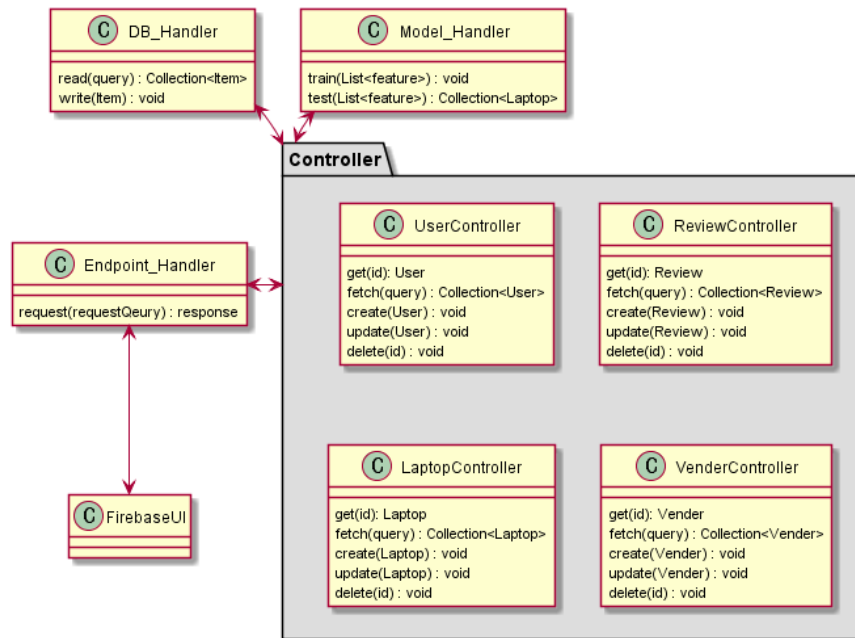 C DB_Handler
read(query) : Collection<Item>
write(Item) : void
C Model_Handler
train(List<feature>) : void
test(List<feature>) : Collection<Laptop>
Controller
C UserController
get(id): User
fetch(query) : Collection<User>
create(User) : void
update(User) : void
delete(id) : void
C ReviewController
get(id): Review
fetch(query) : Collection<Review>
create(Review) : void
update(Review) : void
delete(id) : void
C Endpoint_Handler
request(requestQeury) : response
C LaptopController
get(id): Laptop
fetch(query) : Collection<Laptop>
create(Laptop) : void
update(Laptop) : void
delete(id) : void
C VenderController
get(id): Vender
fetch(query) : Collection<Vender>
create(Vender) : void
update(Vender) : void
delete(id) : void
C FirebaseUI